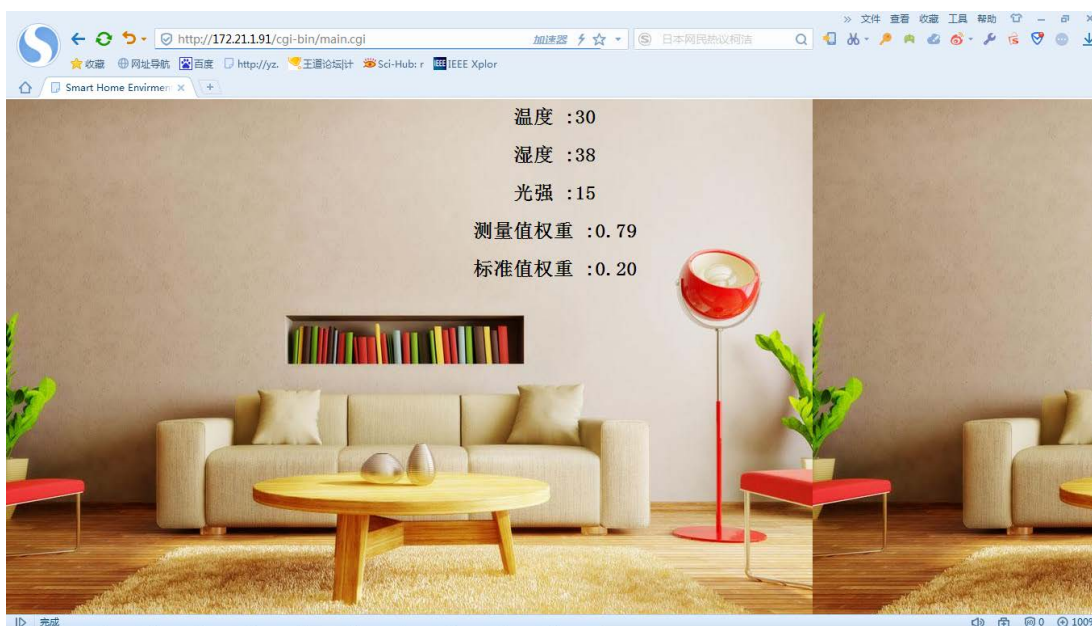 » 文件 查看 收藏 工具 帮助
http://172.21.1.91/cgi-bin/main.cgi 加速器 日本网民热议柯洁
收藏 网址导航 百度 http://yz. 王道论坛|计 Sci-Hub: r IEEE IEEE Xplor
Smart Home Envirmen
温度 :30
湿度 :38
光强 :15
测量值权重 :0.79
标准值权重 :0.20
完成 0 100%